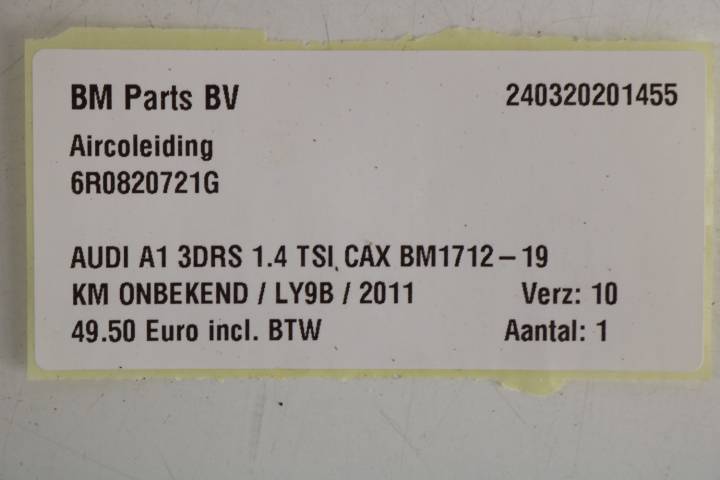 BM Parts BV 240320201455
Aircoleiding
6R0820721G
AUDI A1 3DRS 1.4 TSI, CAX BM1712-19
KM ONBEKEND / LY9B / 2011 Verz: 10
49.50 Euro incl. BTW Aantal: 1